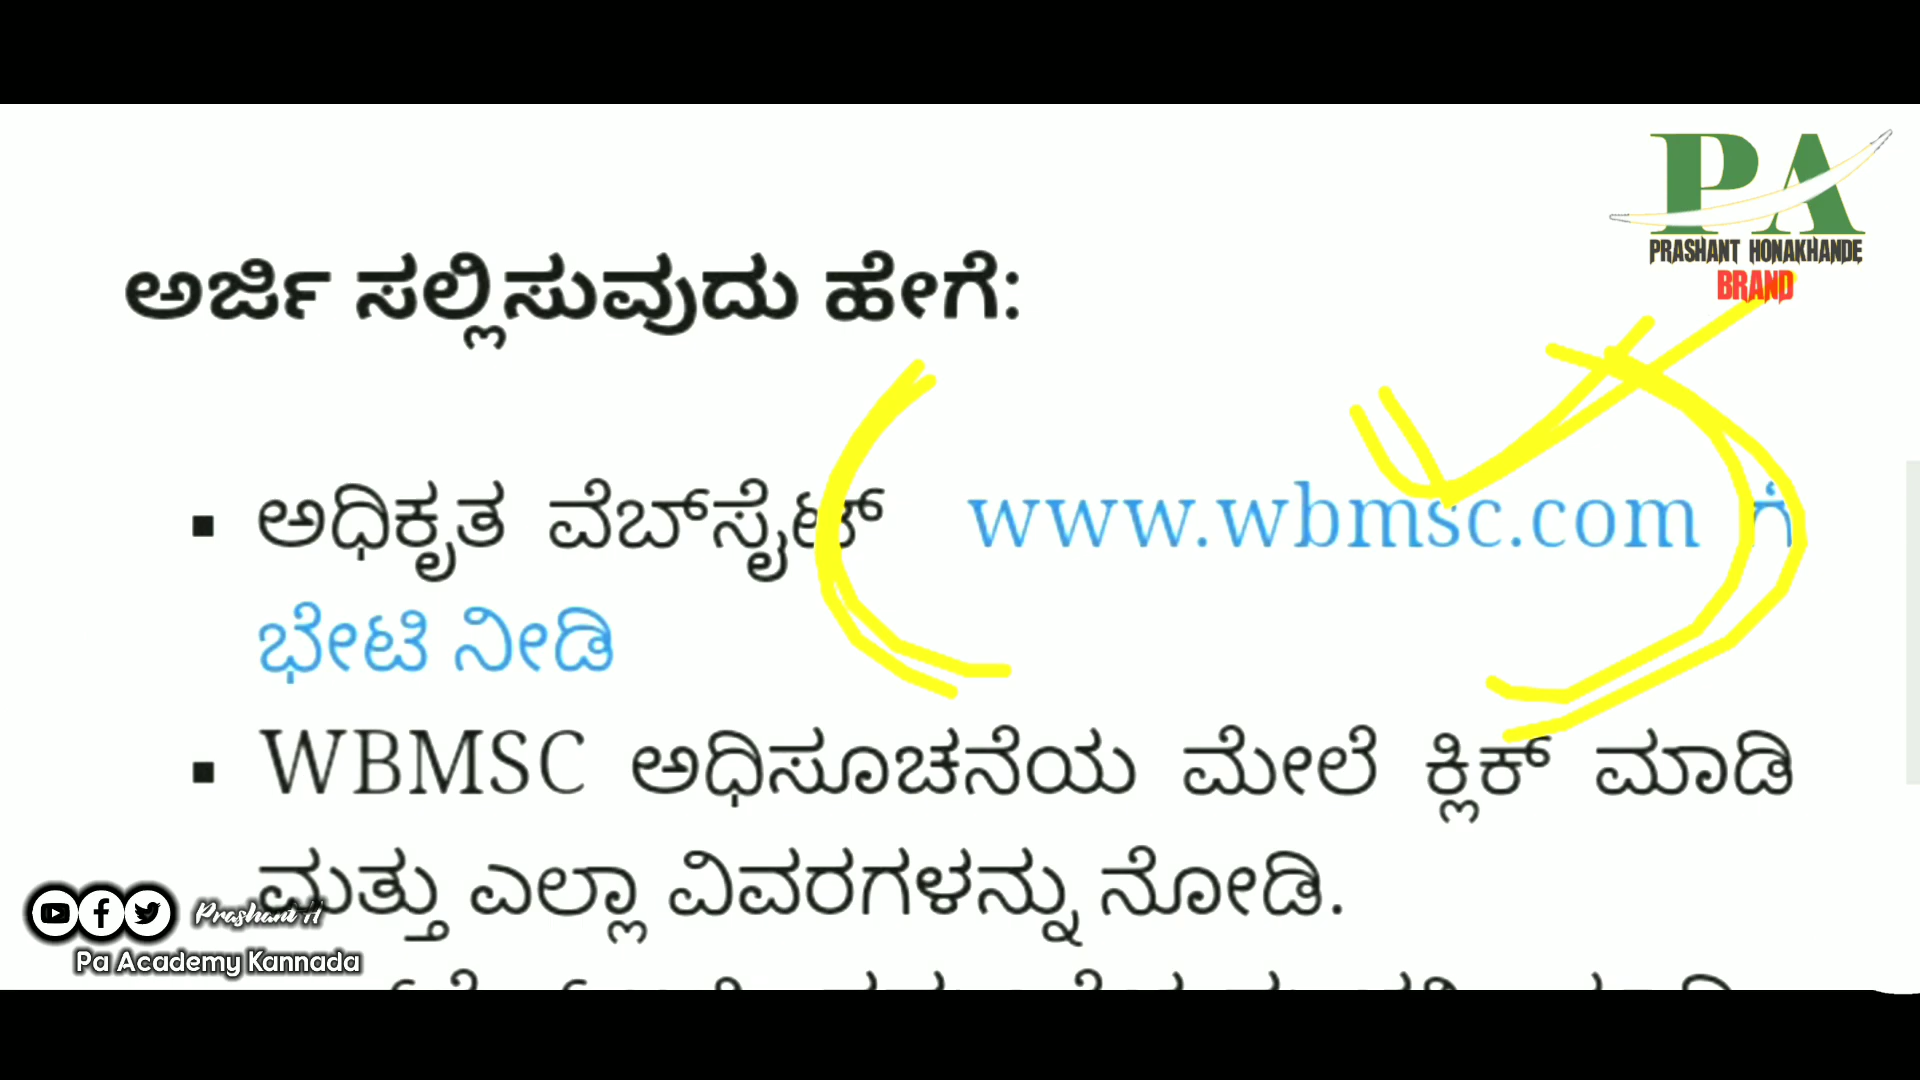 PA
PRASHANT HONAKHANDE
BRAND
ಅರ್ಜಿ ಸಲ್ಲಿಸುವುದು ಹೇಗೆ:
▪ ಅಧಿಕೃತ ವೆಬ್‌ಸೈಟ್ www.wbmsc.com ಗೆ
ಭೇಟಿ ನೀಡಿ
▪ WBMSC ಅಧಿಸೂಚನೆಯ ಮೇಲೆ ಕ್ಲಿಕ್ ಮಾಡಿ
ಮತ್ತು ಎಲ್ಲಾ ವಿವರಗಳನ್ನು ನೋಡಿ.
Prashant H
Pa Academy Kannada